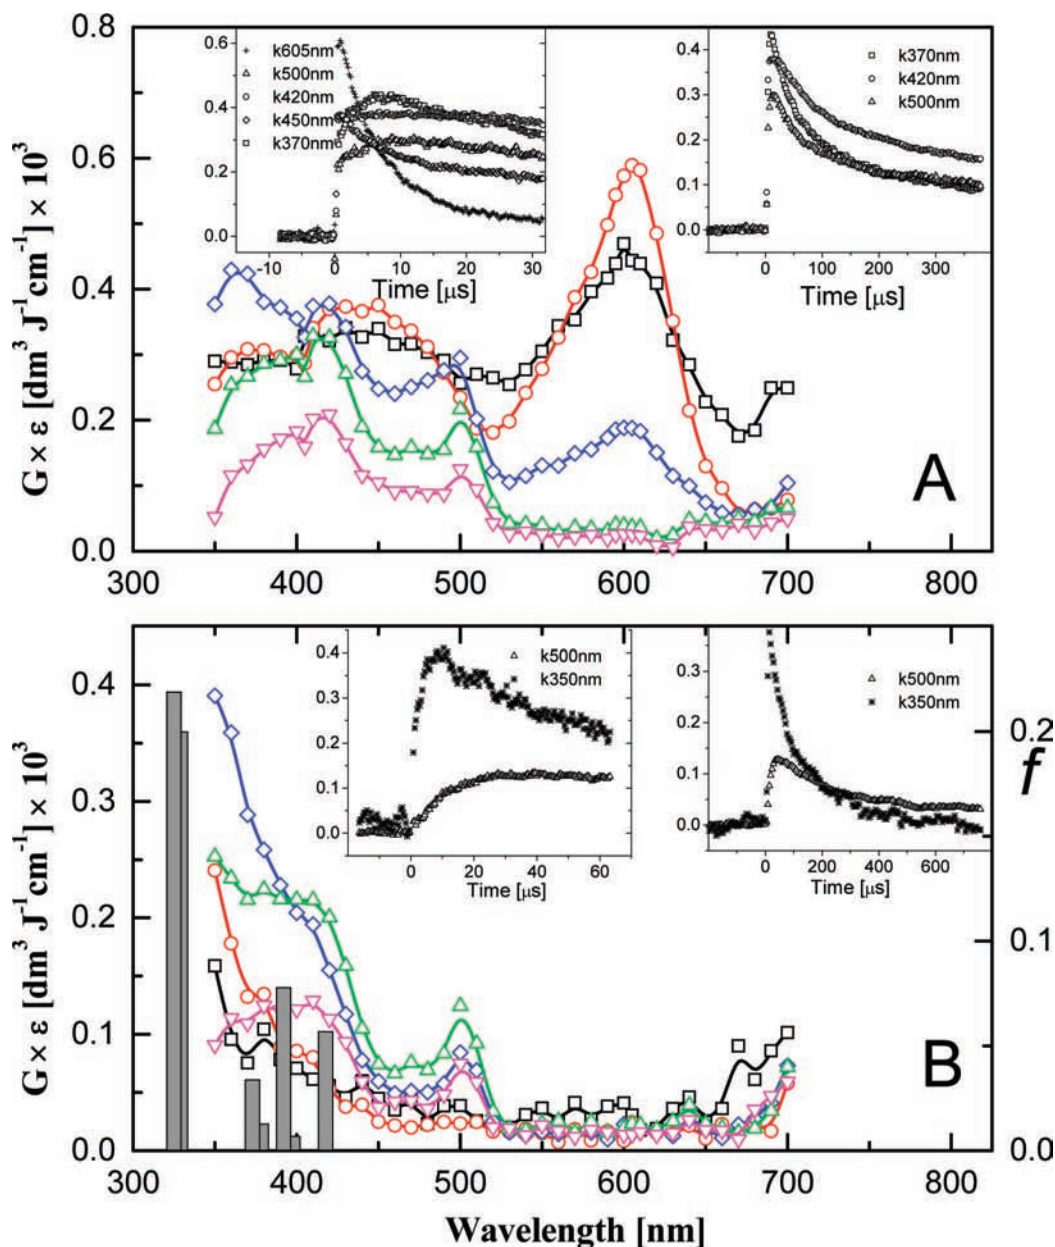 0.8
0.6
0.4
0.2
0.0
G × ε [dm³ J⁻¹cm⁻¹] × 10³
0.6
0.4
0.2
0.0
k605nm
k500nm
k420nm
k450nm
k370nm
-10 0 10 20 30
Time [μs]
0.4
0.3
0.2
0.1
0.0
k370nm
k420nm
k500nm
0 100 200 300
Time [μs]
A
300 400 500 600 700 800
0.4
0.3
0.2
0.1
0.0
G × ε [dm³ J⁻¹cm⁻¹] × 10³
0.4
0.3
0.2
0.1
0.0
k500nm
k350nm
0 20 40 60
Time [μs]
0.3
0.2
0.1
0.0
k500nm
k350nm
0 200 400 600
Time [μs]
0.2
f
0.1
0.0
B
300 400 500 600 700 800
Wavelength [nm]